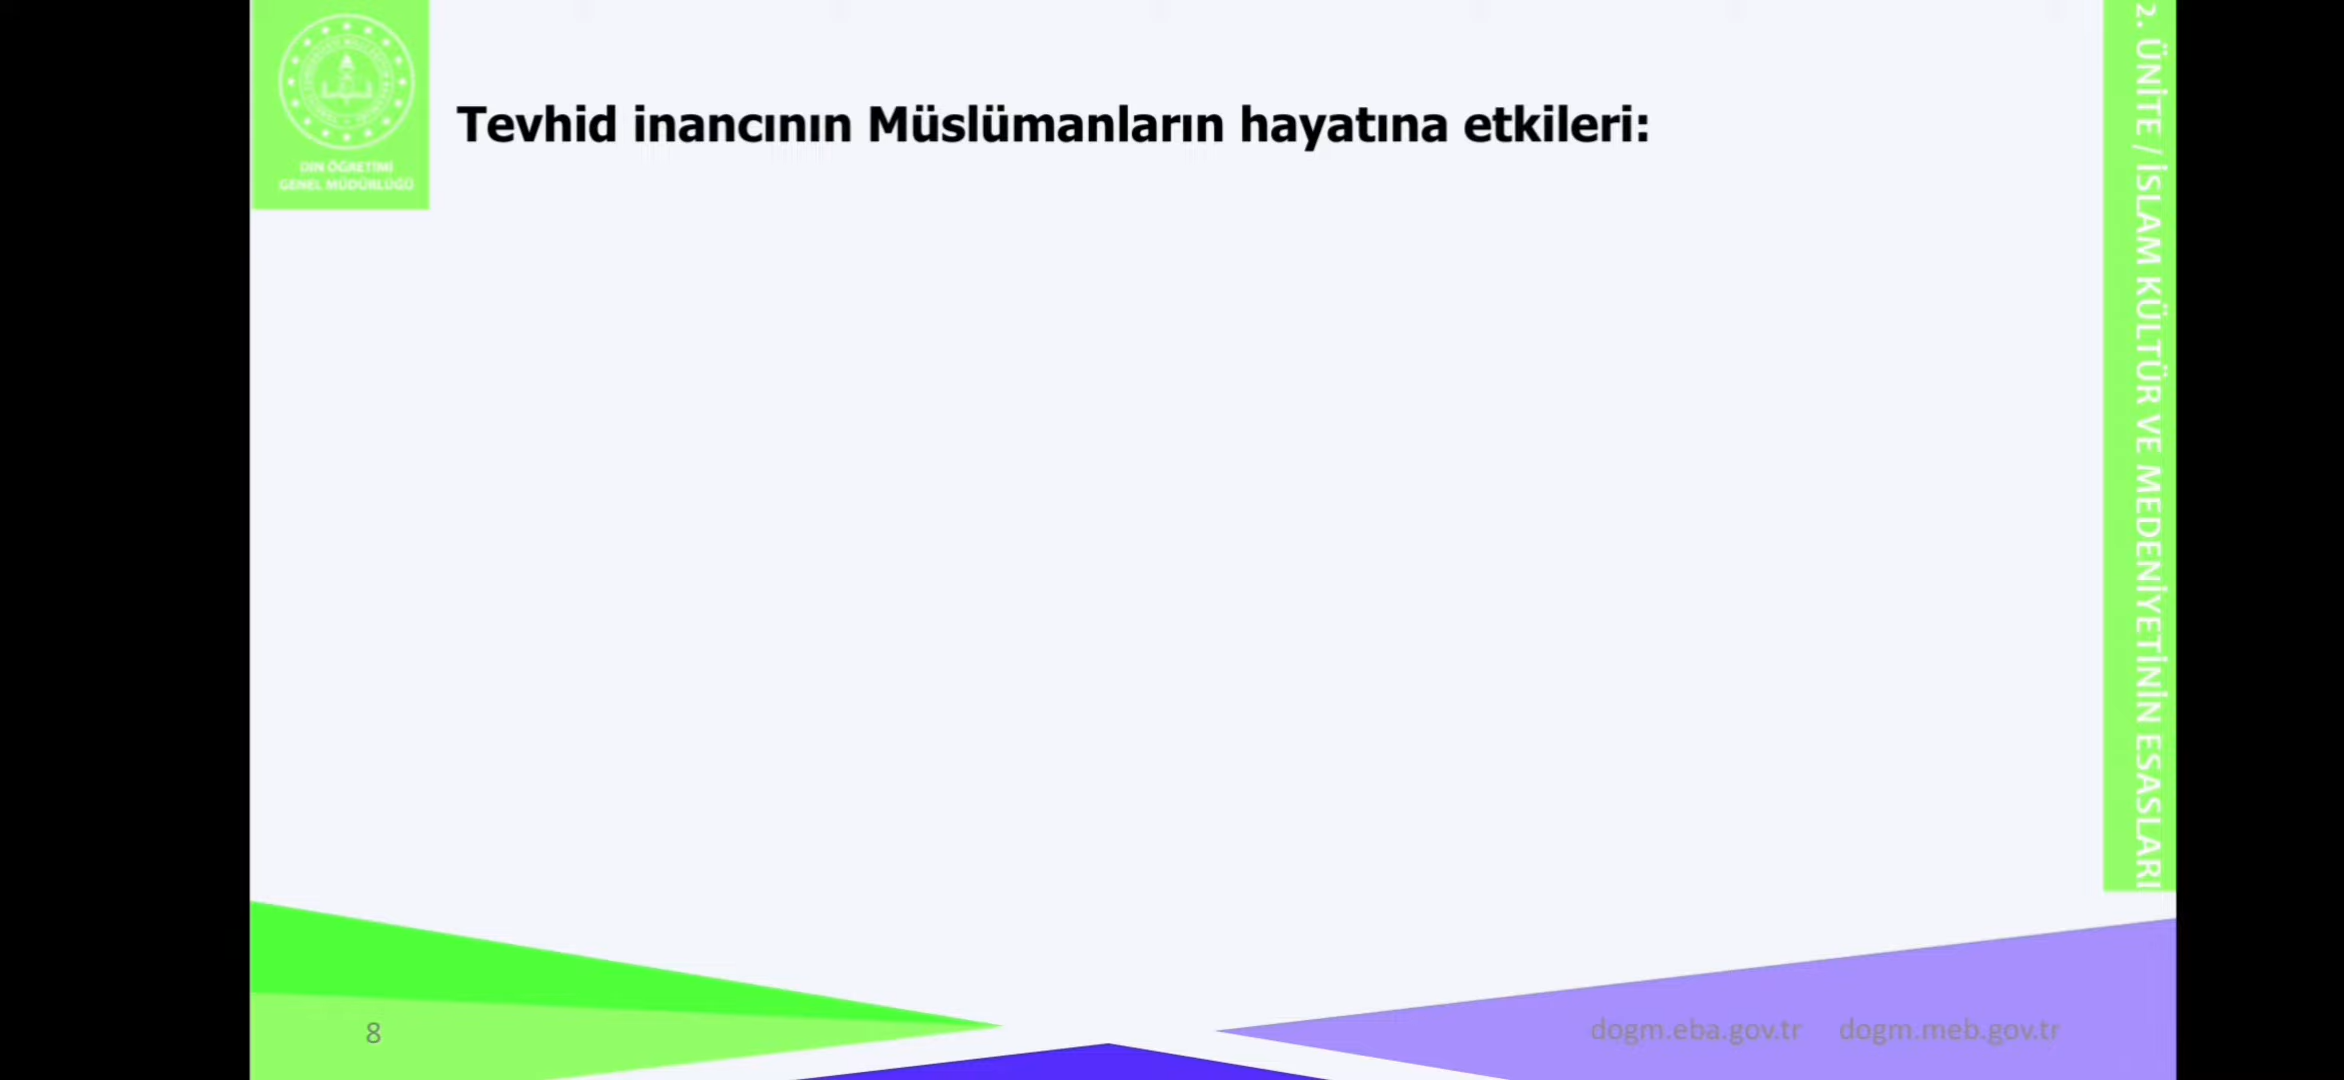 DİN ÖĞRETİMİ
GENEL MÜDÜRLÜĞÜ
Tevhid inancının Müslümanların hayatına etkileri:
2. ÜNİTE / İSLAM KÜLTÜR VE MEDENİYETİNİN ESASLARI
8
dogm.eba.gov.tr dogm.meb.gov.tr